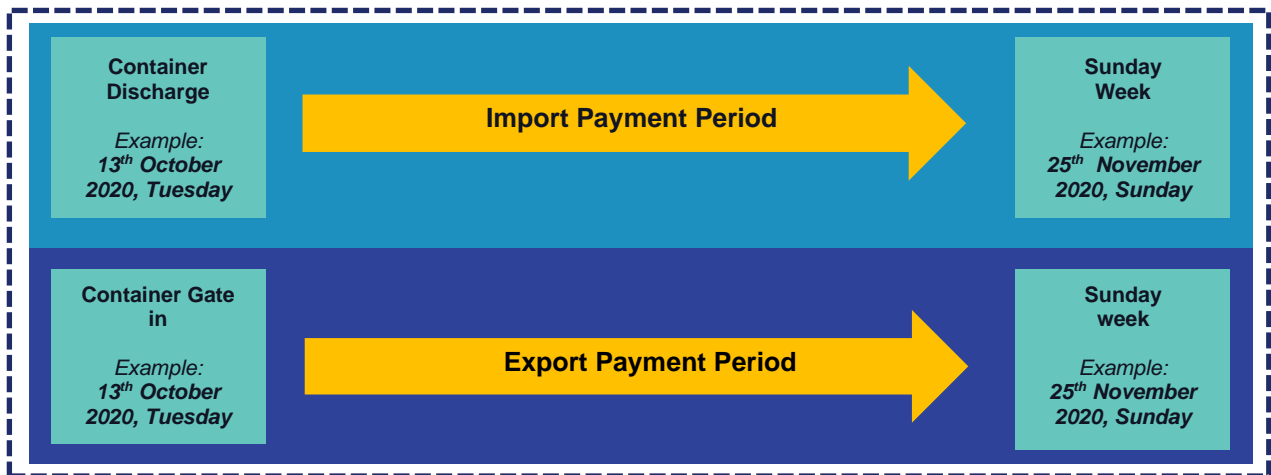 Container
Discharge
Example:
13th October
2020, Tuesday
Import Payment Period
Sunday
Week
Example:
25th November
2020, Sunday
Container Gate
in
Example:
13th October
2020, Tuesday
Export Payment Period
Sunday
week
Example:
25th November
2020, Sunday